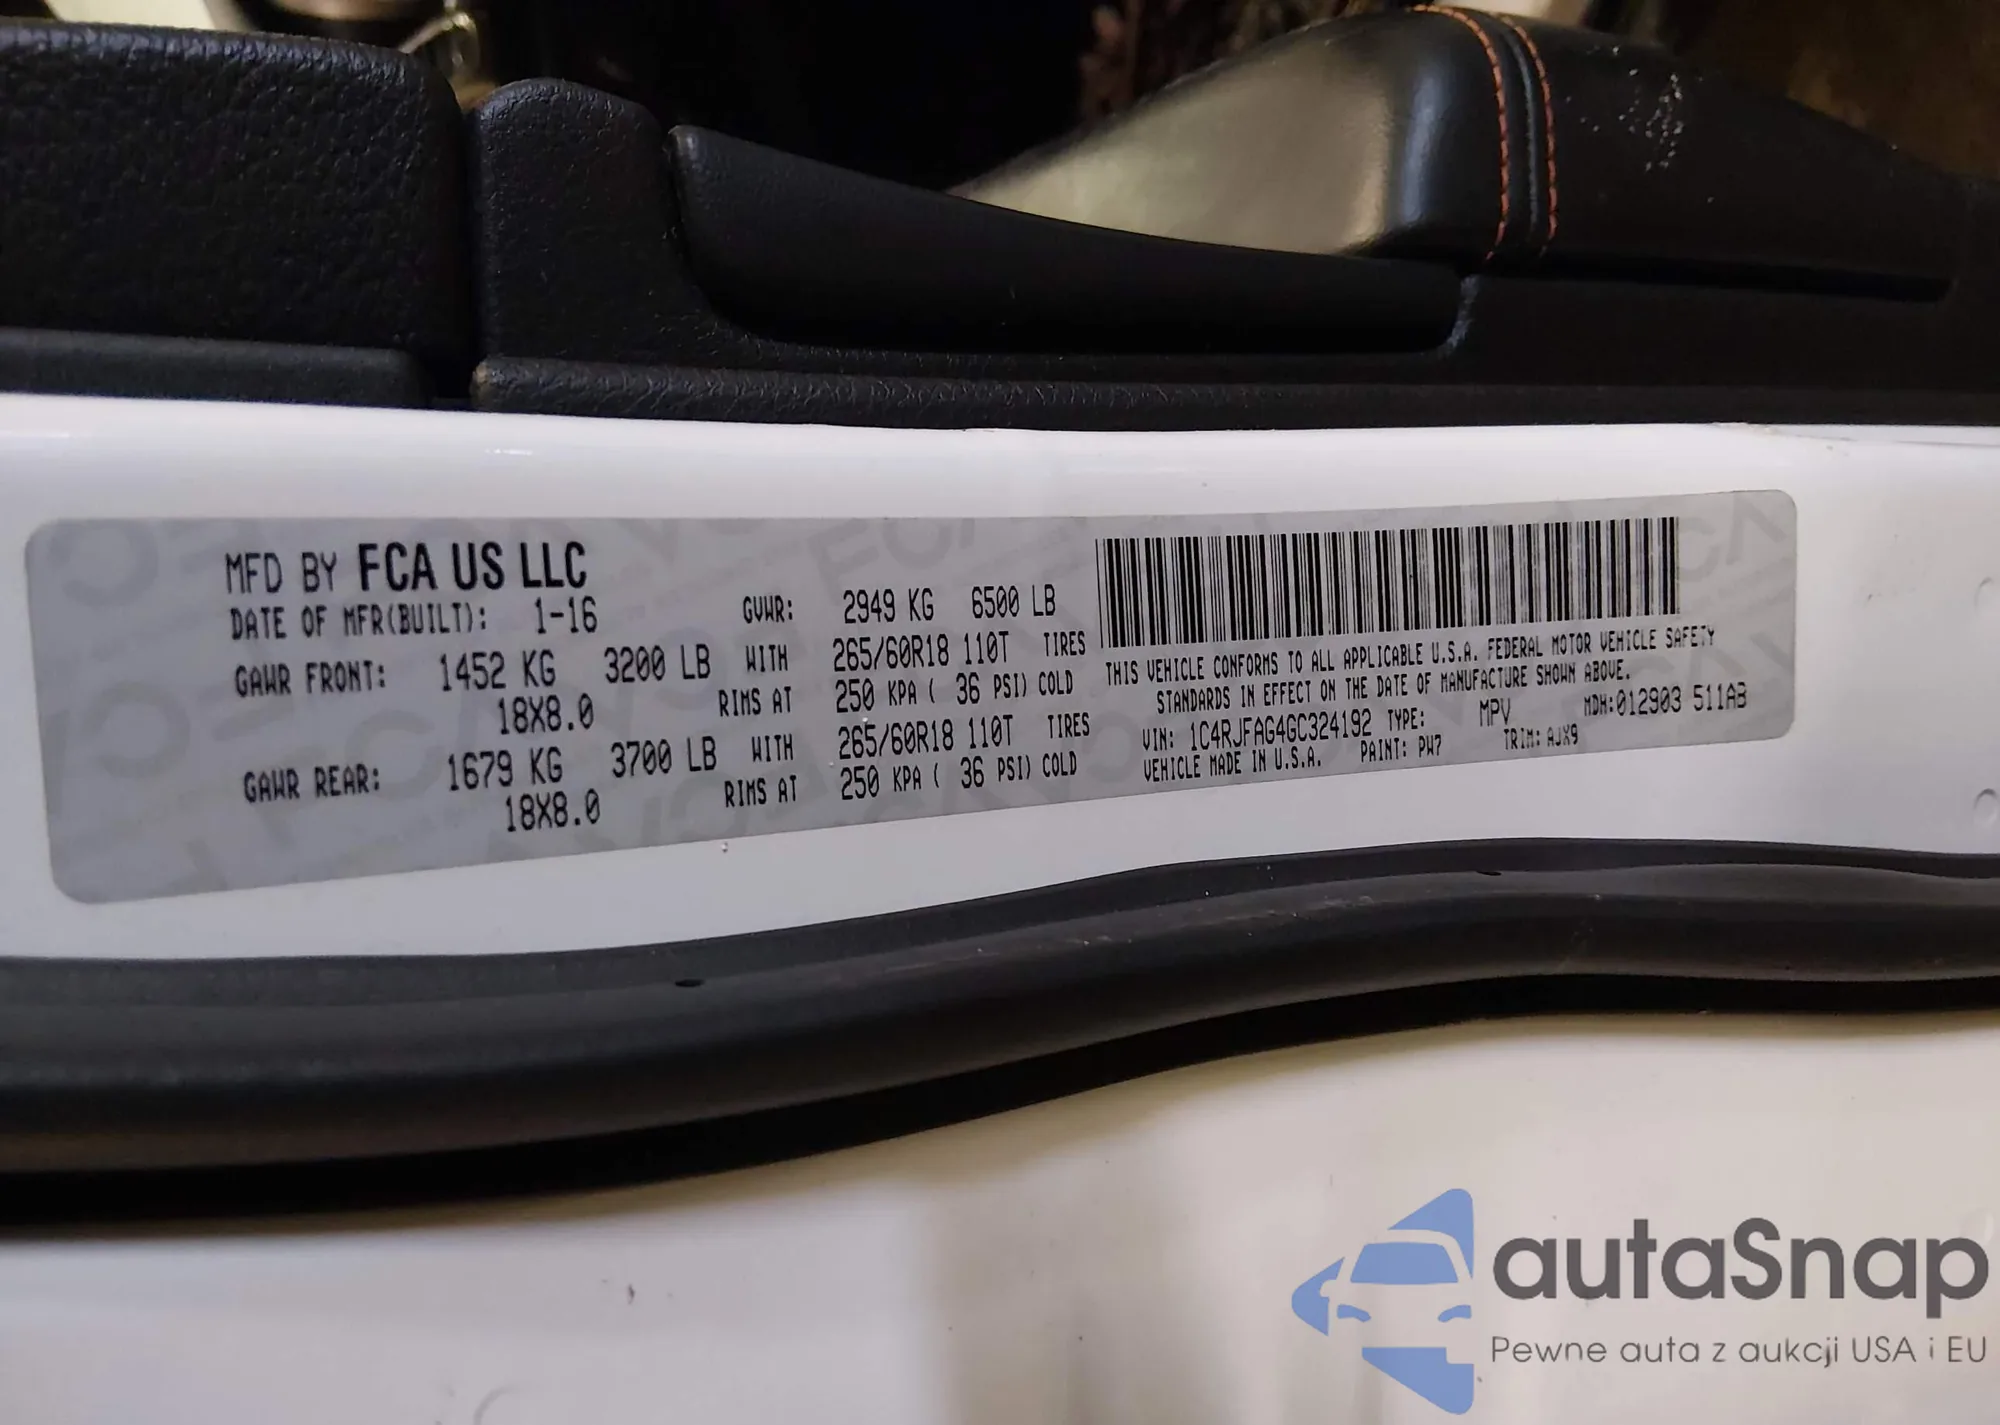 MFD BY FCA US LLC
DATE OF MFR(BUILT): 1-16 GVWR: 2949 KG 6500 LB
GAWR FRONT: 1452 KG 3200 LB WITH 265/60R18 110T TIRES
18X8.0 RIMS AT 250 KPA ( 36 PSI) COLD
GAWR REAR: 1679 KG 3700 LB WITH 265/60R18 110T TIRES
18X8.0 RIMS AT 250 KPA ( 36 PSI) COLD
THIS VEHICLE CONFORMS TO ALL APPLICABLE U.S.A. FEDERAL MOTOR VEHICLE SAFETY
STANDARDS IN EFFECT ON THE DATE OF MANUFACTURE SHOWN ABOVE.
VIN: 1C4RJFAG4GC324192 TYPE: MPV MDH:012903 511AB
VEHICLE MADE IN U.S.A. PAINT: PW7 TRIM: AJX9
autaSnap
Pewne auta z aukcji USA i EU